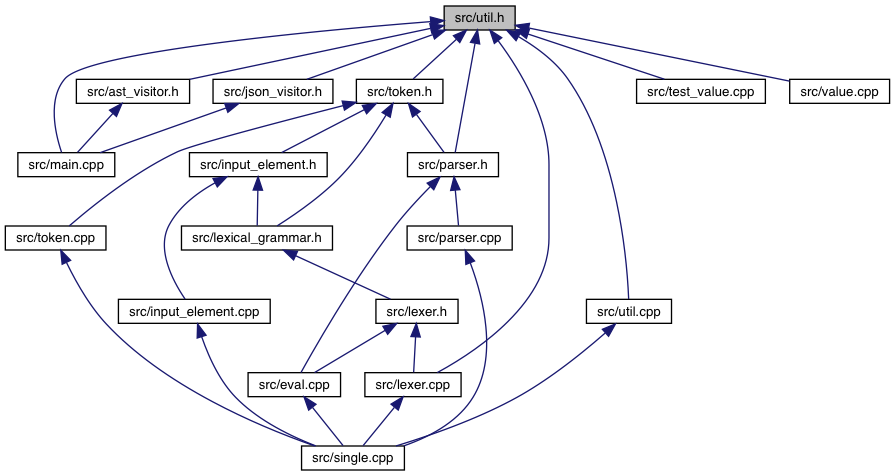 src/util.h
src/ast_visitor.h
src/json_visitor.h
src/token.h
src/test_value.cpp
src/value.cpp
src/main.cpp
src/input_element.h
src/parser.h
src/token.cpp
src/lexical_grammar.h
src/parser.cpp
src/input_element.cpp
src/lexer.h
src/util.cpp
src/eval.cpp
src/lexer.cpp
src/single.cpp